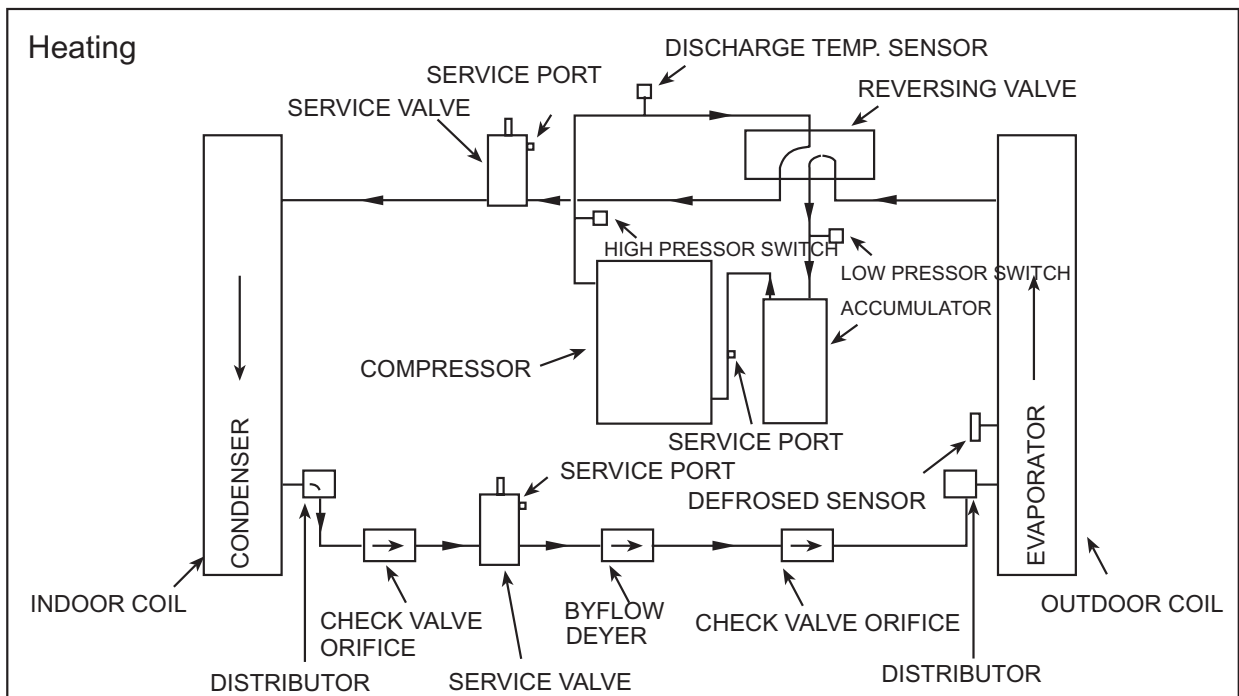 Heating
DISCHARGE TEMP. SENSOR
SERVICE PORT
REVERSING VALVE
SERVICE VALVE
HIGH PRESSOR SWITCH
LOW PRESSOR SWITCH
ACCUMULATOR
COMPRESSOR
CONDENSER
EVAPORATOR
SERVICE PORT
SERVICE PORT
DEFROSED SENSOR
INDOOR COIL
CHECK VALVE
ORIFICE
BYFLOW
DEYER
CHECK VALVE ORIFICE
OUTDOOR COIL
DISTRIBUTOR
SERVICE VALVE
DISTRIBUTOR